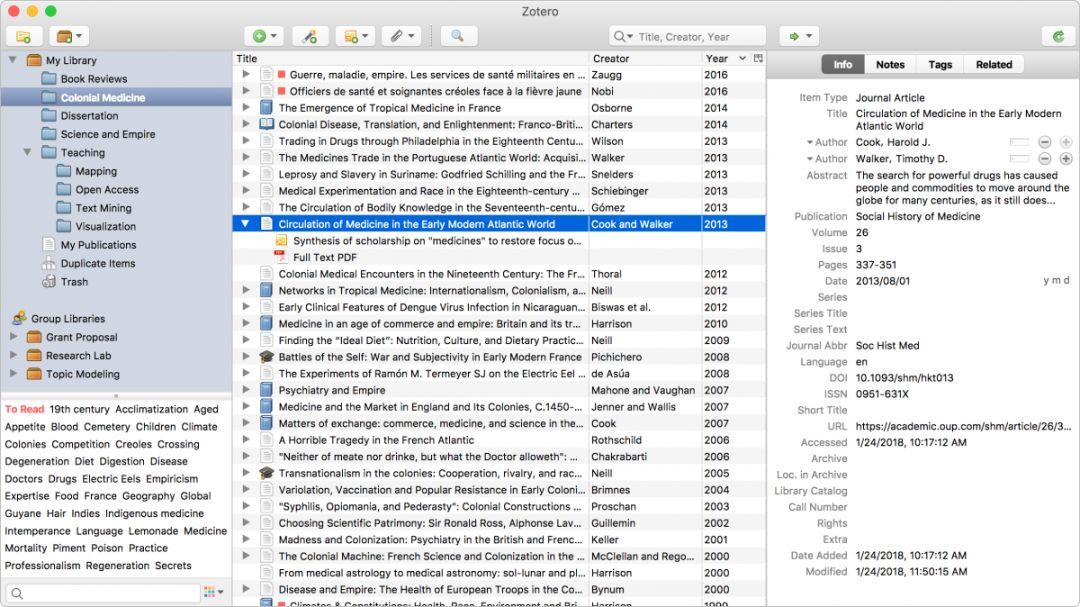 Zotero
Title, Creator, Year
My Library
Book Reviews
Colonial Medicine
Dissertation
Science and Empire
Teaching
Mapping
Open Access
Text Mining
Visualization
My Publications
Duplicate Items
Trash
Group Libraries
Grant Proposal
Research Lab
Topic Modeling
To Read 19th century Acclimatization Aged
Appetite Blood Cemetery Children Climate
Colonies Competition Creoles Crossing
Degeneration Diet Digestion Disease
Doctors Drugs Electric Eels Empiricism
Expertise Food France Geography Global
Guyane Hair Indies Indigenous medicine
Intemperance Language Lemonade Medicine
Mortality Piment Poison Practice
Professionalism Regeneration Secrets
Title Creator Year
Guerre, maladie, empire. Les services de santé militaires en ... Zaugg 2016
Officiers de santé et soignantes créoles face à la fièvre jaune Nobi 2016
The Emergence of Tropical Medicine in France Osborne 2014
Colonial Disease, Translation, and Enlightenment: Franco-Briti... Charters 2014
Trading in Drugs through Philadelphia in the Eighteenth Centu... Wilson 2013
The Medicines Trade in the Portuguese Atlantic World: Acquisi... Walker 2013
Leprosy and Slavery in Suriname: Godfried Schilling and the Fr... Snelders 2013
Medical Experimentation and Race in the Eighteenth-century ... Schiebinger 2013
The Circulation of Bodily Knowledge in the Seventeenth-centu... Gómez 2013
Circulation of Medicine in the Early Modern Atlantic World Cook and Walker 2013
Synthesis of scholarship on "medicines" to restore focus o...
Full Text PDF
Colonial Medical Encounters in the Nineteenth Century: The Fr... Thoral 2012
Networks in Tropical Medicine: Internationalism, Colonialism, a... Neill 2012
Early Clinical Features of Dengue Virus Infection in Nicaraguan... Biswas et al. 2012
Medicine in an age of commerce and empire: Britain and its tr... Harrison 2010
Finding the “Ideal Diet”: Nutrition, Culture, and Dietary Practic... Neill 2009
Battles of the Self: War and Subjectivity in Early Modern France Pichichero 2008
The Experiments of Ramón M. Termeyer SJ on the Electric Eel ... de Asúa 2008
Psychiatry and Empire Mahone and Vaughan 2007
Medicine and the Market in England and Its Colonies, C.1450-... Jenner and Wallis 2007
Matters of exchange: commerce, medicine, and science in the... Cook 2007
A Horrible Tragedy in the French Atlantic Rothschild 2006
“Neither of meate nor drinke, but what the Doctor alloweth”: ... Chakrabarti 2006
Transnationalism in the colonies: Cooperation, rivalry, and rac... Neill 2005
Variolation, Vaccination and Popular Resistance in Early Coloni... Brimnes 2004
“Syphilis, Opiomania, and Pederasty”: Colonial Constructions ... Proschan 2003
Choosing Scientific Patrimony: Sir Ronald Ross, Alphonse Lav... Guillemin 2002
Madness and Colonization: Psychiatry in the British and Frenc... Keller 2001
The Colonial Machine: French Science and Colonization in the ... McClellan and Rego... 2000
From medical astrology to medical astronomy: sol-lunar and pl... Harrison 2000
Disease and Empire: The Health of European Troops in the Co... Bynum 2000
Climates & Constitutions: Health, Race, Environment and Bri... Harrison 1999
Info Notes Tags Related
Item Type Journal Article
Title Circulation of Medicine in the Early Modern
Atlantic World
Author Cook, Harold J.
Author Walker, Timothy D.
Abstract The search for powerful drugs has caused
people and commodities to move around the
globe for many centuries, as it still does...
Publication Social History of Medicine
Volume 26
Issue 3
Pages 337-351
Date 2013/08/01 y m d
Series
Series Title
Series Text
Journal Abbr Soc Hist Med
Language en
DOI 10.1093/shm/hkt013
ISSN 0951-631X
Short Title
URL https://academic.oup.com/shm/article/26/3...
Accessed 1/24/2018, 10:17:12 AM
Archive
Loc. in Archive
Library Catalog
Call Number
Rights
Extra
Date Added 1/24/2018, 10:17:12 AM
Modified 1/24/2018, 11:50:15 AM